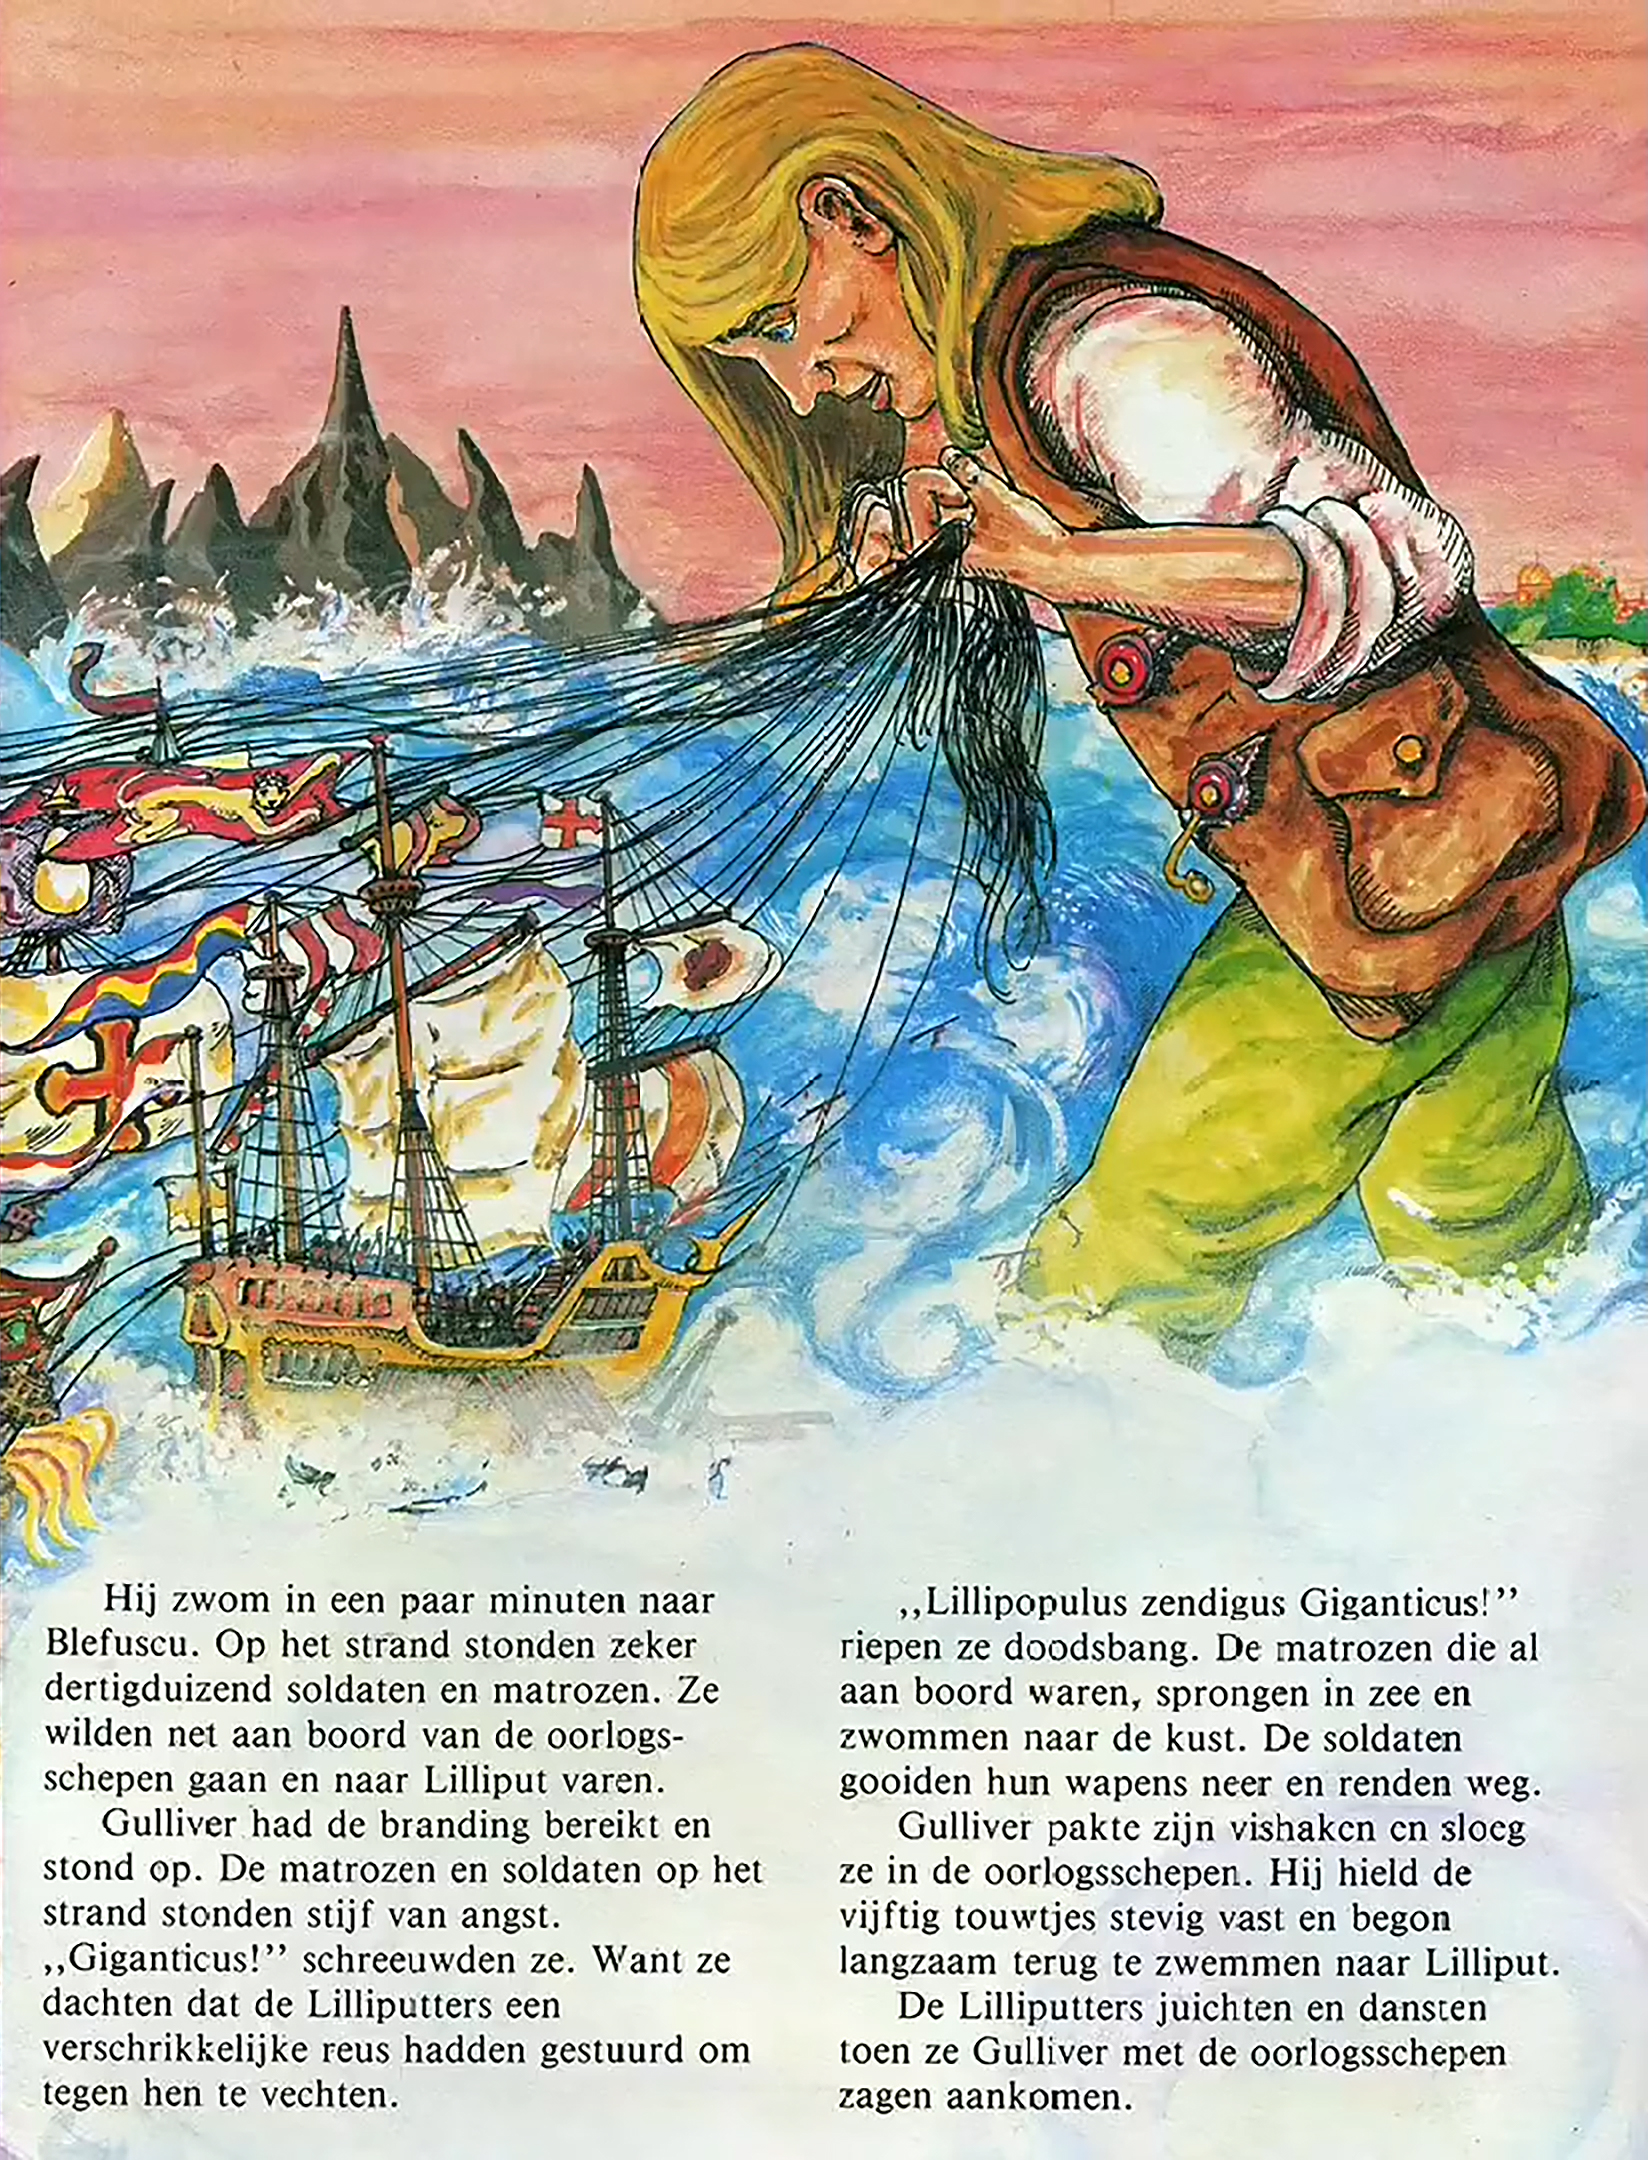 Hij zwom in een paar minuten naar
Blefuscu. Op het strand stonden zeker
dertigduizend soldaten en matrozen. Ze
wilden net aan boord van de oorlogs-
schepen gaan en naar Lilliput varen.
Gulliver had de branding bereikt en
stond op. De matrozen en soldaten op het
strand stonden stijf van angst.
,,Giganticus!’’ schreeuwden ze. Want ze
dachten dat de Lilliputters een
verschrikkelijke reus hadden gestuurd om
tegen hen te vechten.
,,Lillipopulus zendigus Giganticus!’’
riepen ze doodsbang. De matrozen die al
aan boord waren, sprongen in zee en
zwommen naar de kust. De soldaten
gooiden hun wapens neer en renden weg.
Gulliver pakte zijn vishaken en sloeg
ze in de oorlogsschepen. Hij hield de
vijftig touwtjes stevig vast en begon
langzaam terug te zwemmen naar Lilliput.
De Lilliputters juichten en dansten
toen ze Gulliver met de oorlogsschepen
zagen aankomen.